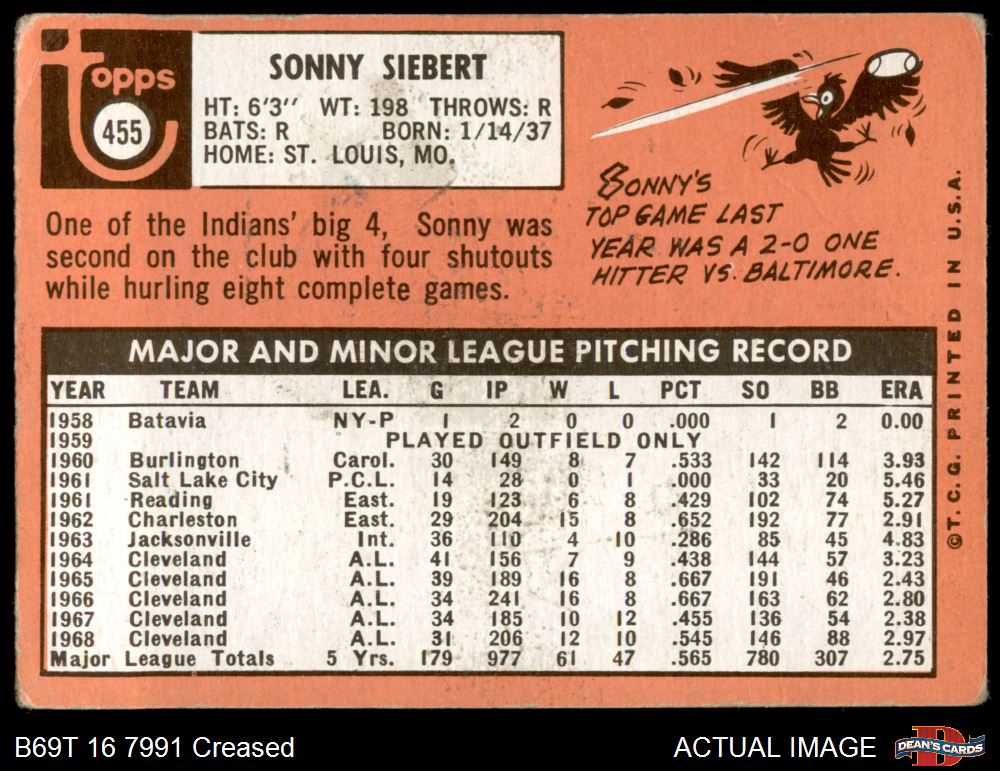 Topps
455
SONNY SIEBERT
HT: 6'3'' WT: 198 THROWS: R
BATS: R BORN: 1/14/37
HOME: ST. LOUIS, MO.
One of the Indians' big 4, Sonny was
second on the club with four shutouts
while hurling eight complete games.
SONNY'S
TOP GAME LAST
YEAR WAS A 2-0 ONE
HITTER VS. BALTIMORE.
MAJOR AND MINOR LEAGUE PITCHING RECORD
YEAR TEAM LEA. G IP W L PCT SO BB ERA
1958 Batavia NY-P 1 2 0 0 .000 1 2 0.00
1959 PLAYED OUTFIELD ONLY
1960 Burlington Carol. 30 149 8 7 .533 142 114 3.93
1961 Salt Lake City P.C.L. 14 28 0 1 .000 33 20 5.46
1961 Reading East. 19 123 6 8 .429 102 74 5.27
1962 Charleston East. 29 204 15 8 .652 192 77 2.91
1963 Jacksonville Int. 36 110 4 10 .286 85 45 4.83
1964 Cleveland A.L. 41 156 7 9 .438 144 57 3.23
1965 Cleveland A.L. 39 189 16 8 .667 191 46 2.43
1966 Cleveland A.L. 34 241 16 8 .667 163 62 2.80
1967 Cleveland A.L. 34 185 10 12 .455 136 54 2.38
1968 Cleveland A.L. 31 206 12 10 .545 146 88 2.97
Major League Totals 5 Yrs. 179 977 61 47 .565 780 307 2.75
©T.C.G. PRINTED IN U.S.A.
B69T 16 7991 Creased
ACTUAL IMAGE
DEAN'S CARDS